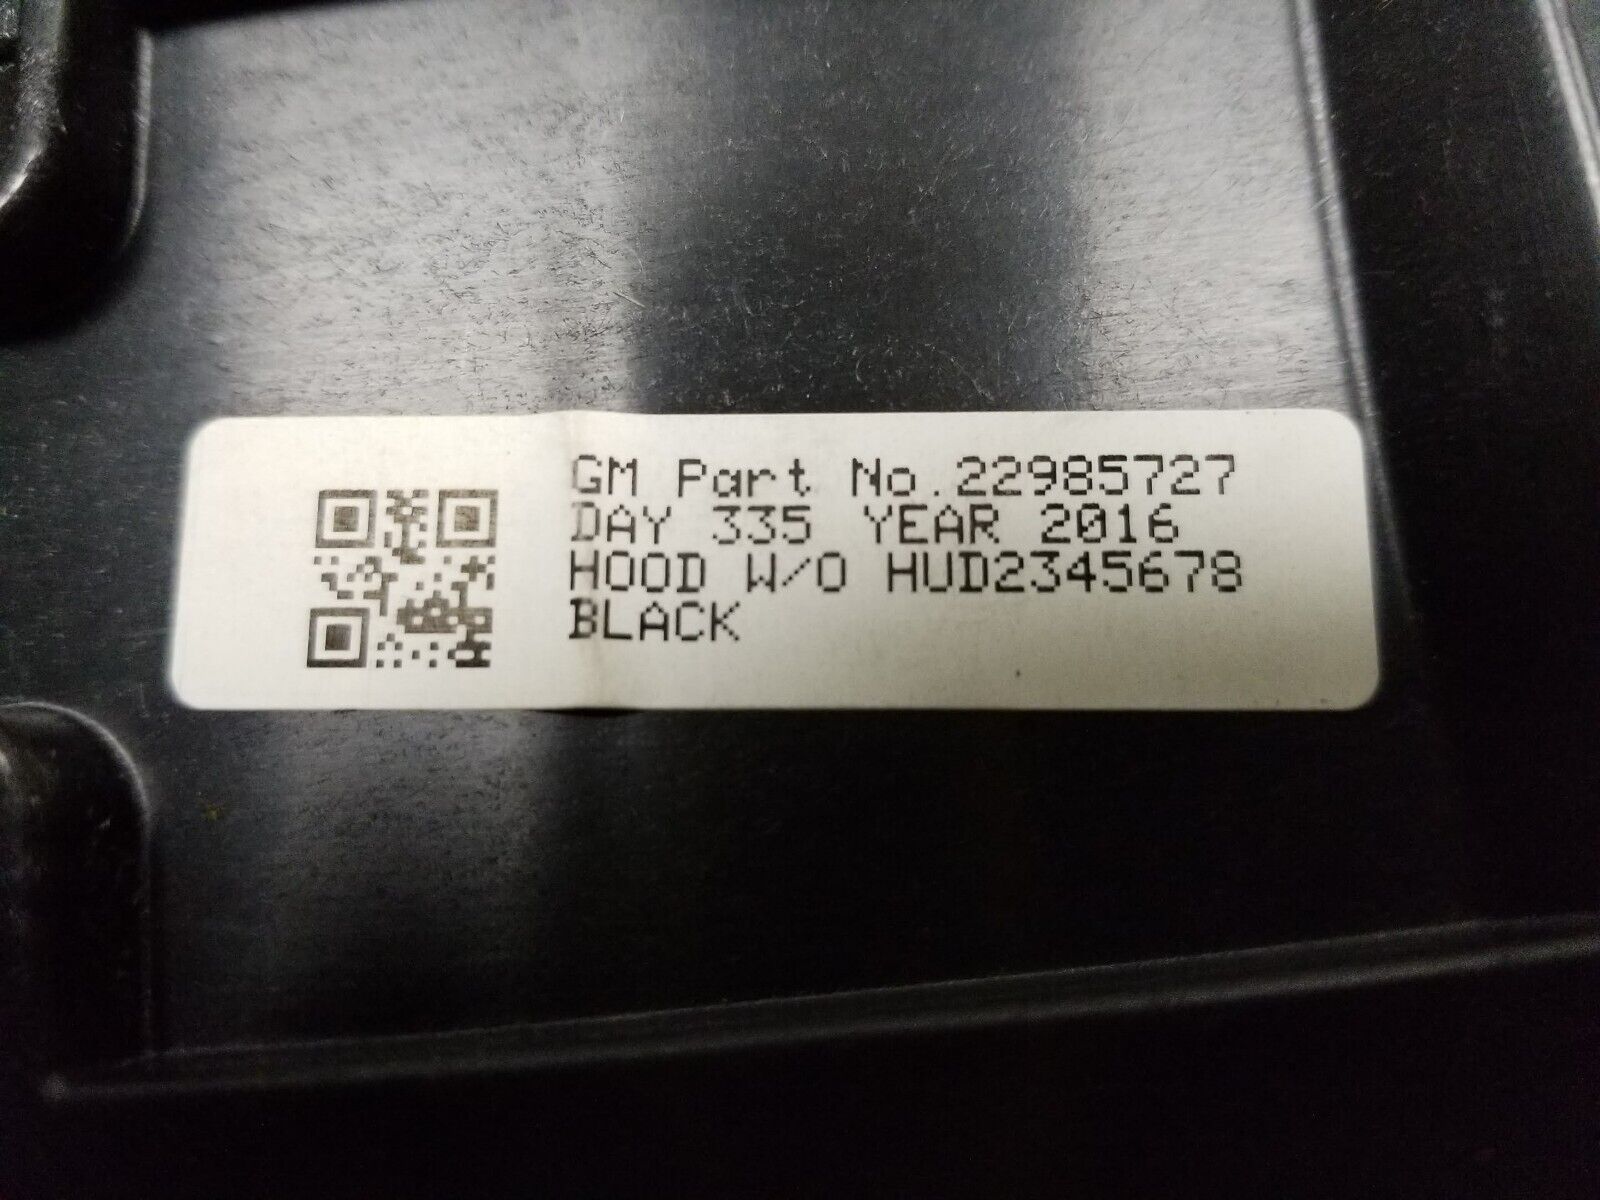 GM Part No.22985727
DAY 335 YEAR 2016
HOOD W/O HUD2345678
BLACK